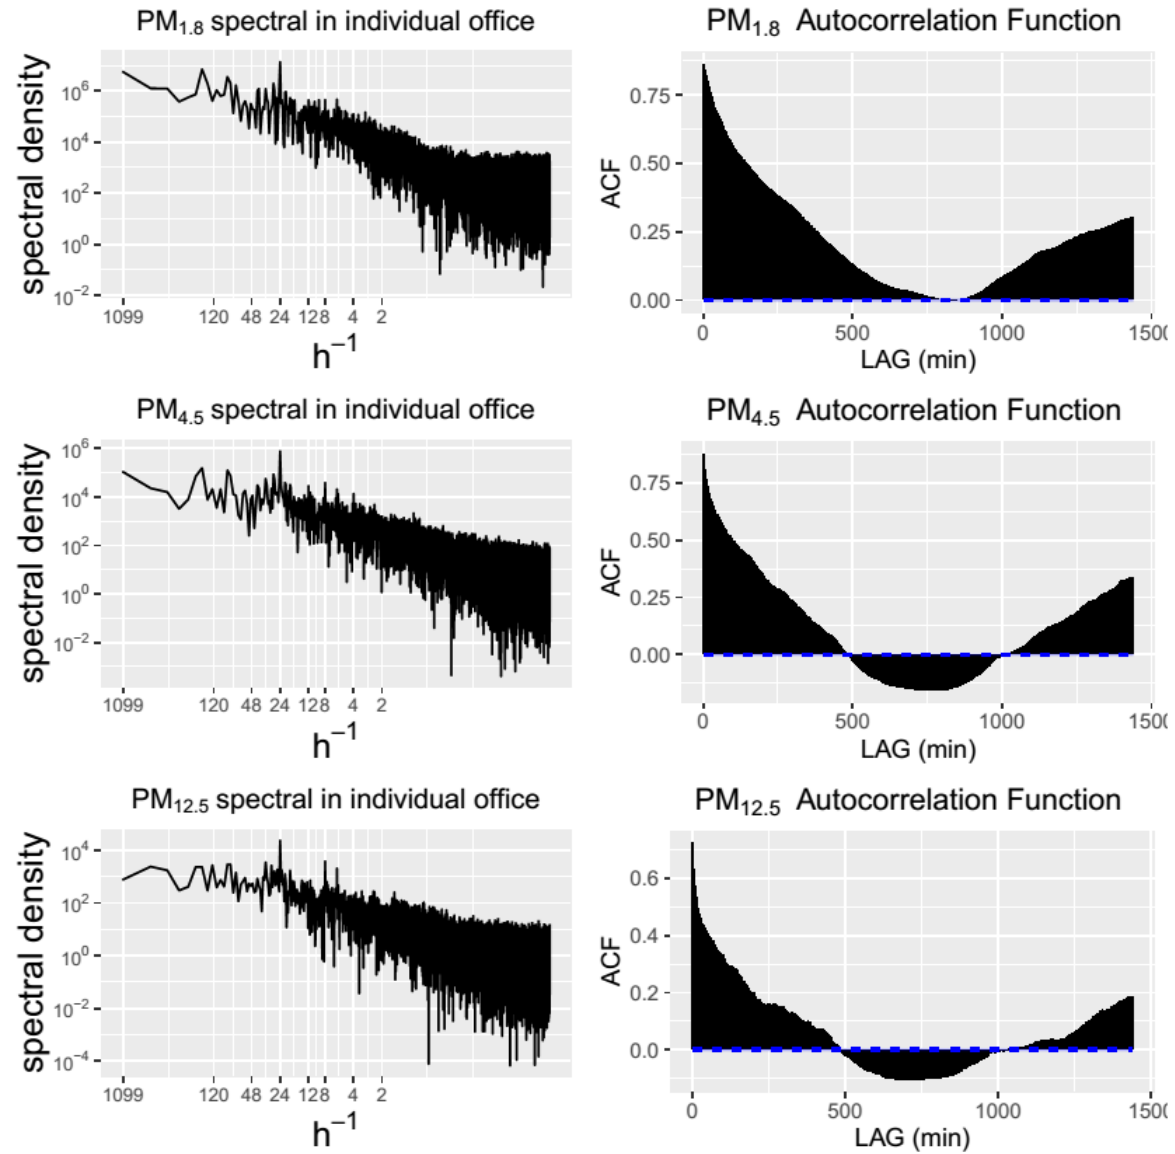 PM1.8 spectral in individual office
spectral density
10^6
10^4
10^2
10^0
10^−2
1099 120 48 24 12 8 4 2
h^−1
PM1.8 Autocorrelation Function
ACF
0.75
0.50
0.25
0.00
0 500 1000 1500
LAG (min)
PM4.5 spectral in individual office
spectral density
10^6
10^4
10^2
10^0
10^−2
1099 120 48 24 12 8 4 2
h^−1
PM4.5 Autocorrelation Function
ACF
0.75
0.50
0.25
0.00
0 500 1000 1500
LAG (min)
PM12.5 spectral in individual office
spectral density
10^4
10^2
10^0
10^−2
10^−4
1099 120 48 24 12 8 4 2
h^−1
PM12.5 Autocorrelation Function
ACF
0.6
0.4
0.2
0.0
0 500 1000 1500
LAG (min)